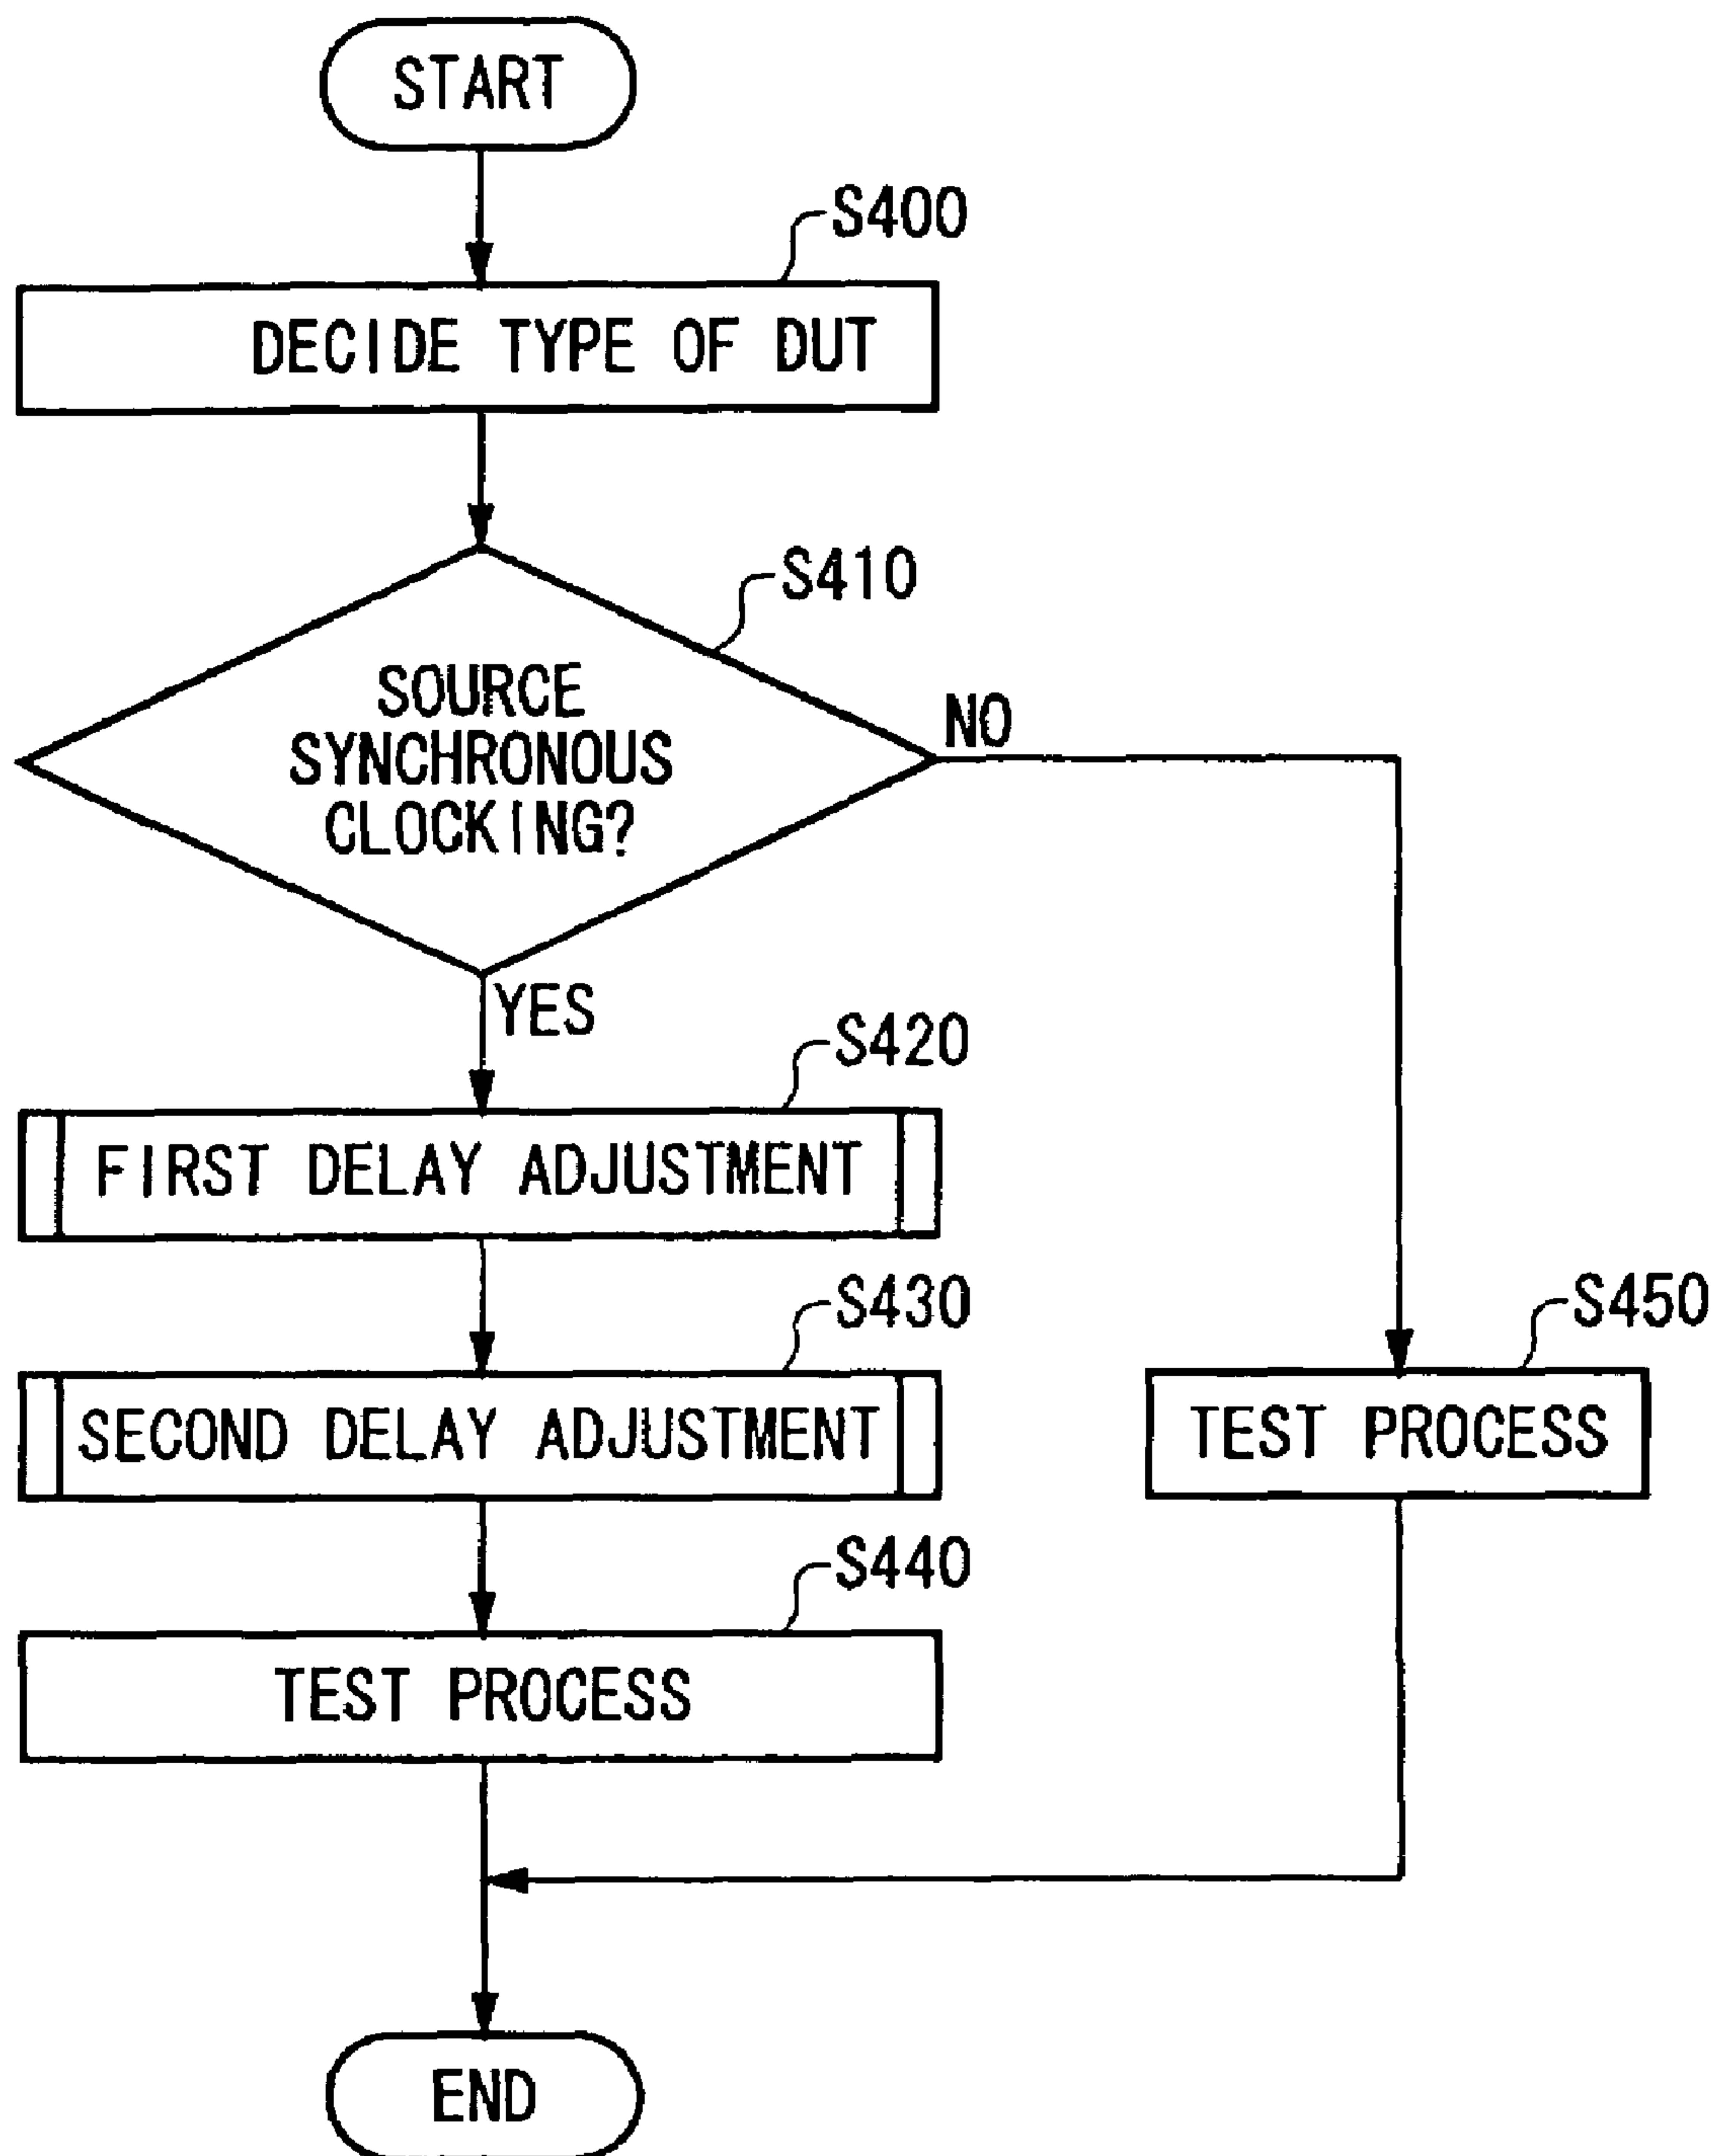 START
S400
DECIDE TYPE OF DUT
S410
SOURCE
SYNCHRONOUS
CLOCKING?
NO
YES
S420
FIRST DELAY ADJUSTMENT
S430
SECOND DELAY ADJUSTMENT
S450
TEST PROCESS
S440
TEST PROCESS
END